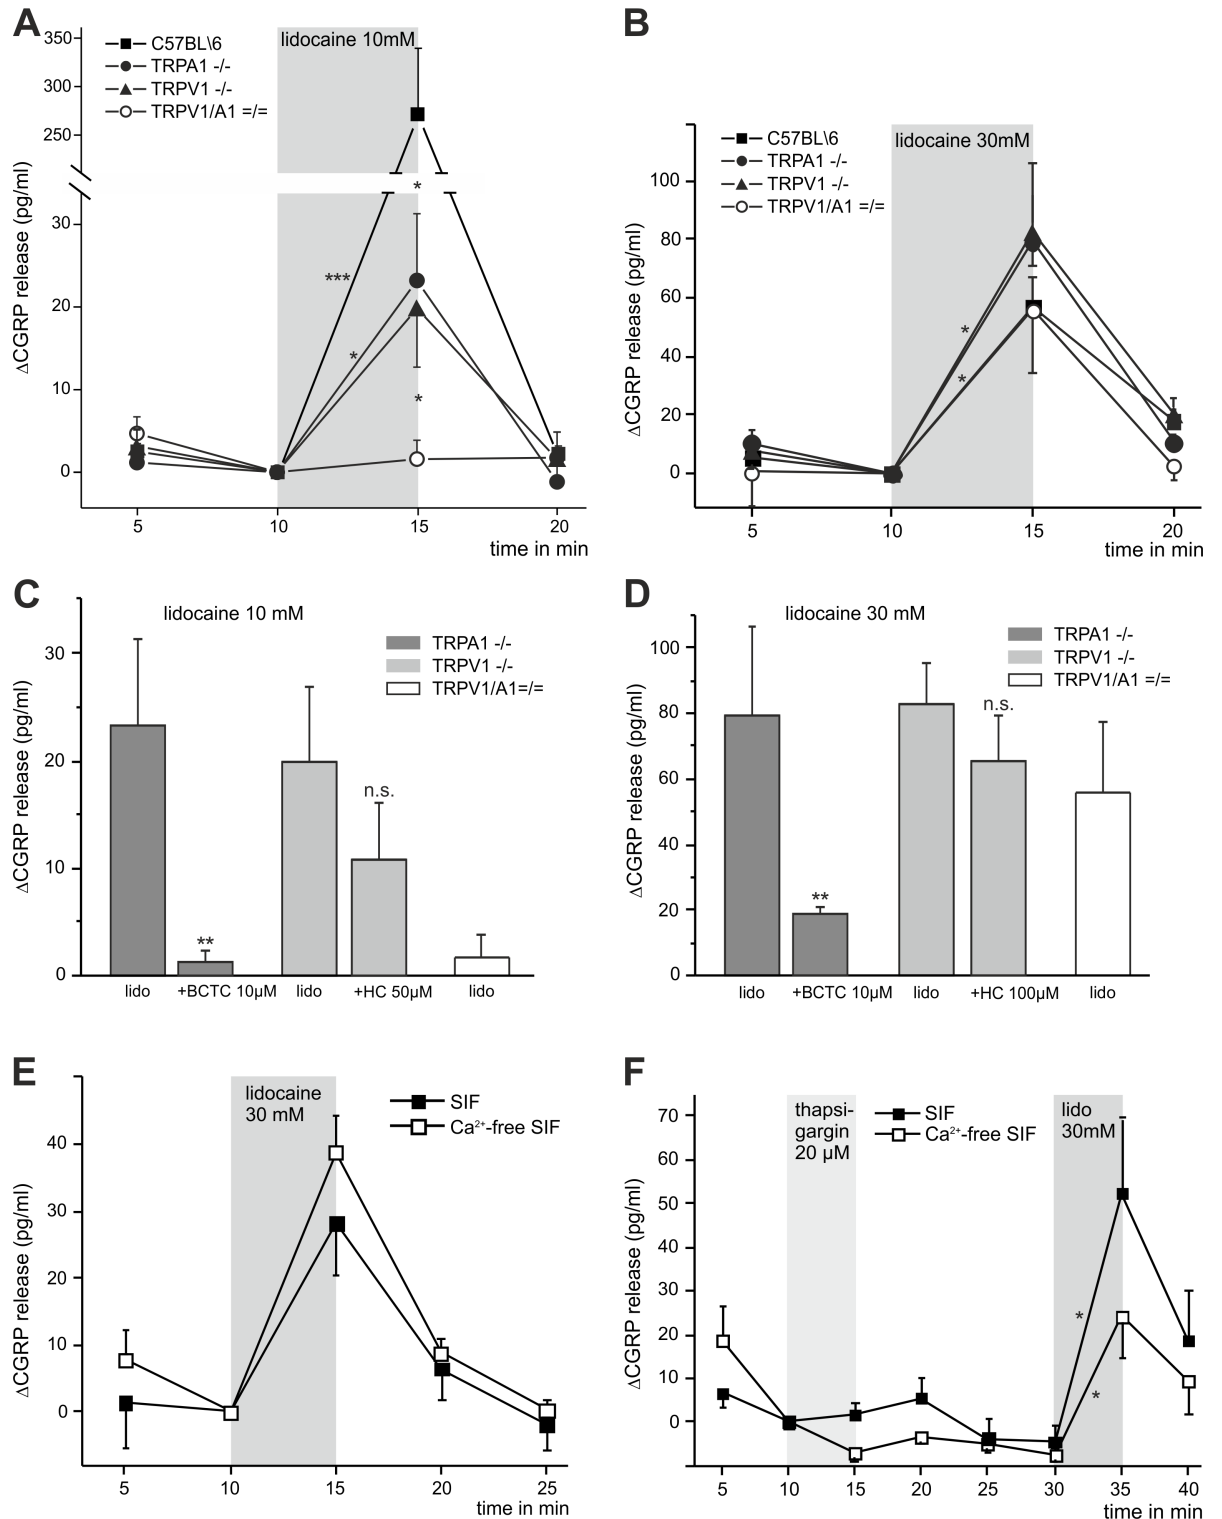 A
350
300
250
30
20
10
0
ΔCGRP release (pg/ml)
C57BL\6
TRPA1 -/-
TRPV1 -/-
TRPV1/A1 =/=
lidocaine 10mM
*
***
*
*
5 10 15 20
time in min
B
100
80
60
40
20
0
ΔCGRP release (pg/ml)
C57BL\6
TRPA1 -/-
TRPV1 -/-
TRPV1/A1 =/=
lidocaine 30mM
*
*
5 10 15 20
time in min
C
lidocaine 10 mM
TRPA1 -/-
TRPV1 -/-
TRPV1/A1=/=
30
20
10
0
ΔCGRP release (pg/ml)
n.s.
**
lido +BCTC 10µM lido +HC 50µM lido
D
lidocaine 30 mM
TRPA1 -/-
TRPV1 -/-
TRPV1/A1 =/=
100
80
60
40
20
0
ΔCGRP release (pg/ml)
n.s.
**
lido +BCTC 10µM lido +HC 100µM lido
E
lidocaine
30 mM
SIF
Ca²⁺-free SIF
40
30
20
10
0
ΔCGRP release (pg/ml)
5 10 15 20 25
time in min
F
thapsi-
gargin
20 µM
SIF
Ca²⁺-free SIF
lido
30mM
70
60
50
40
30
20
10
0
ΔCGRP release (pg/ml)
*
*
5 10 15 20 25 30 35 40
time in min